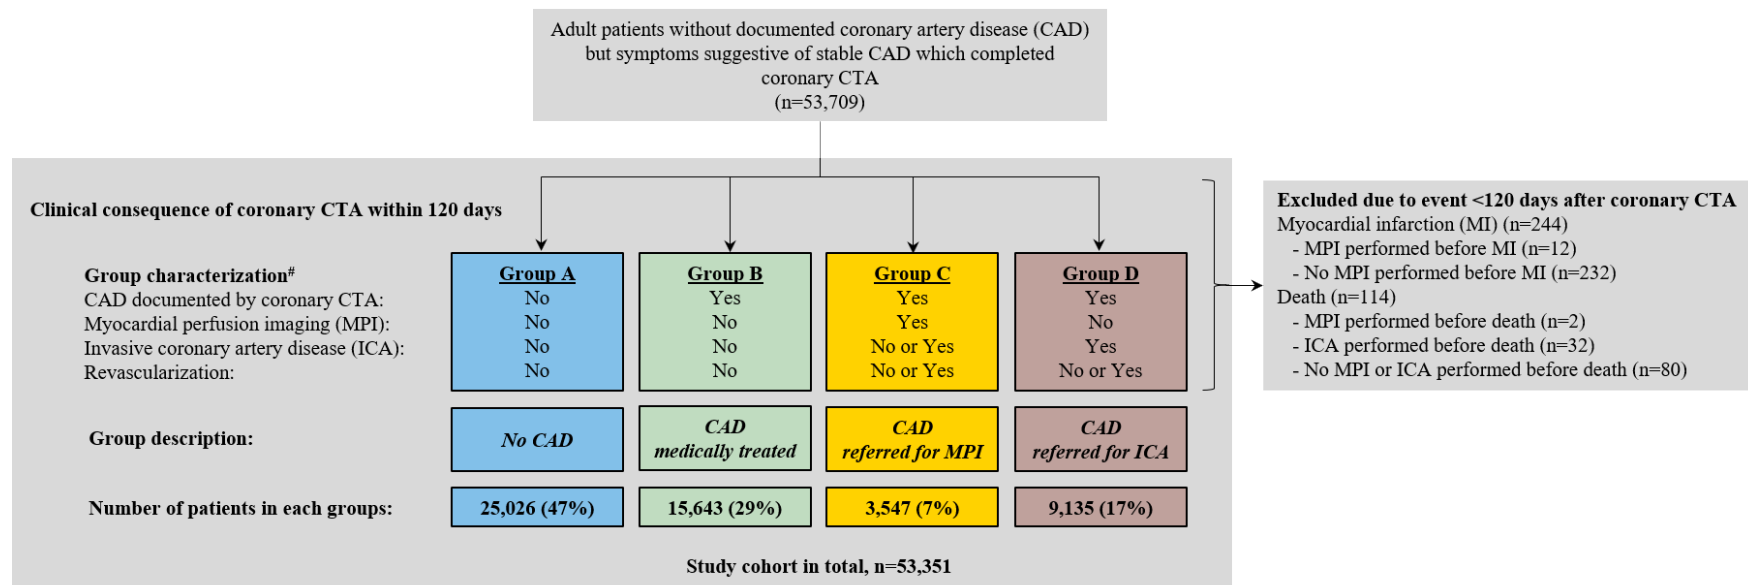 Adult patients without documented coronary artery disease (CAD)
but symptoms suggestive of stable CAD which completed
coronary CTA
(n=53,709)
Clinical consequence of coronary CTA within 120 days
Group characterization#
CAD documented by coronary CTA:
Myocardial perfusion imaging (MPI):
Invasive coronary artery disease (ICA):
Revascularization:
Group A
No
No
No
No
Group B
Yes
No
No
No
Group C
Yes
Yes
No or Yes
No or Yes
Group D
Yes
No
Yes
No or Yes
Excluded due to event <120 days after coronary CTA
Myocardial infarction (MI) (n=244)
- MPI performed before MI (n=12)
- No MPI performed before MI (n=232)
Death (n=114)
- MPI performed before death (n=2)
- ICA performed before death (n=32)
- No MPI or ICA performed before death (n=80)
Group description:
No CAD
CAD
medically treated
CAD
referred for MPI
CAD
referred for ICA
Number of patients in each groups:
25,026 (47%)
15,643 (29%)
3,547 (7%)
9,135 (17%)
Study cohort in total, n=53,351